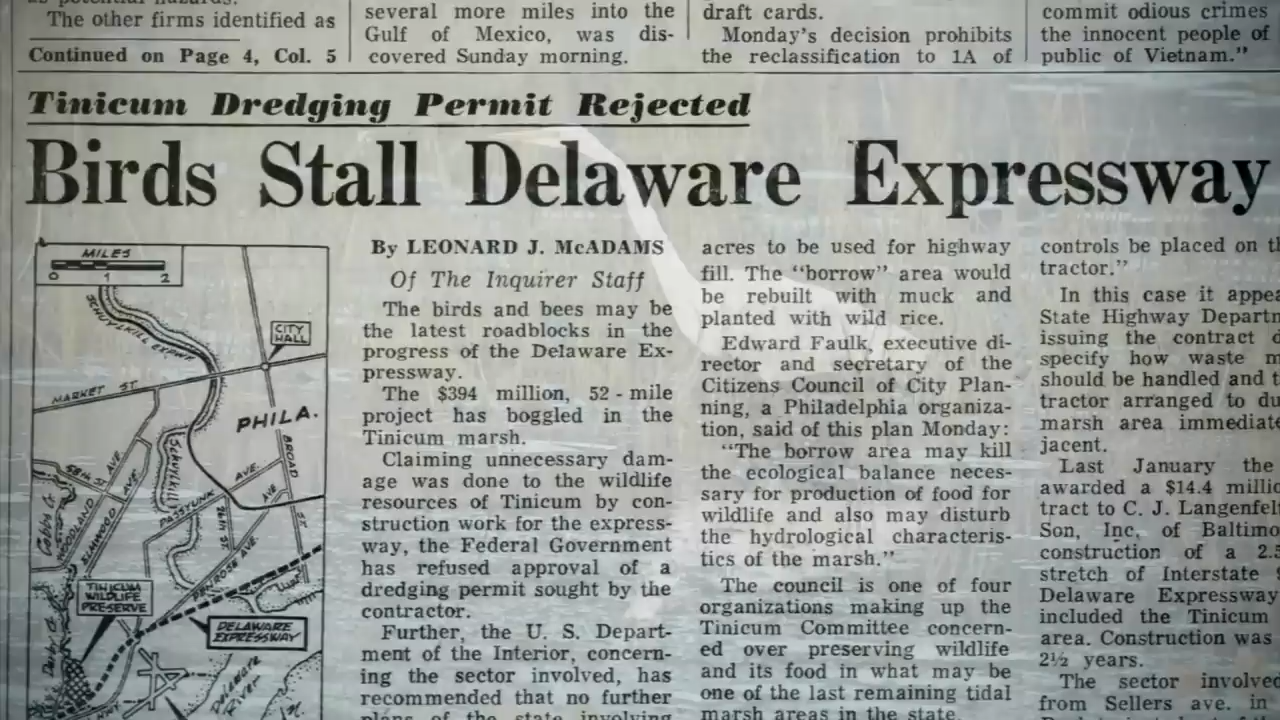 The other firms identified as
Continued on Page 4, Col. 5
several more miles into the
Gulf of Mexico, was dis-
covered Sunday morning.
draft cards.
Monday's decision prohibits
the reclassification to 1A of
commit odious crimes
the innocent people of
public of Vietnam."
Tinicum Dredging Permit Rejected
Birds Stall Delaware Expressway
MILES
0 1 2
SCHUYLKILL EXPWY
CITY
HALL
MARKET ST.
PHILA.
Schuylkill
BROAD
ST.
58th
AVE.
AVE.
WOODLAND
ELMWOOD
Cobbs Cr.
PASSYUNK
AVE.
AVE.
PENROSE AVE.
TINICUM
WILDLIFE
PRESERVE
DELAWARE
EXPRESSWAY
Darby Cr.
Delaware
River
By LEONARD J. McADAMS
Of The Inquirer Staff
The birds and bees may be
the latest roadblocks in the
progress of the Delaware Ex-
pressway.
The $394 million, 52-mile
project has boggled in the
Tinicum marsh.
Claiming unnecessary dam-
age was done to the wildlife
resources of Tinicum by con-
struction work for the express-
way, the Federal Government
has refused approval of a
dredging permit sought by the
contractor.
Further, the U. S. Depart-
ment of the Interior, concern-
ing the sector involved, has
recommended that no further
plans of the state involving
acres to be used for highway
fill. The "borrow" area would
be rebuilt with muck and
planted with wild rice.
Edward Faulk, executive di-
rector and secretary of the
Citizens Council of City Plan-
ning, a Philadelphia organiza-
tion, said of this plan Monday:
"The borrow area may kill
the ecological balance neces-
sary for production of food for
wildlife and also may disturb
the hydrological characteris-
tics of the marsh."
The council is one of four
organizations making up the
Tinicum Committee concern-
ed over preserving wildlife
and its food in what may be
one of the last remaining tidal
marsh areas in the state.
controls be placed on th
tractor."
In this case it appea
State Highway Departm
issuing the contract
specify how waste m
should be handled and t
tractor arranged to du
marsh area immediate
jacent.
Last January the
awarded a $14.4 millio
tract to C. J. Langenfel
Son, Inc. of Baltimo
construction of a 2.
stretch of Interstate
Delaware Expressway
included the Tinicum
area. Construction was
2½ years.
The sector involve
from Sellers ave. in